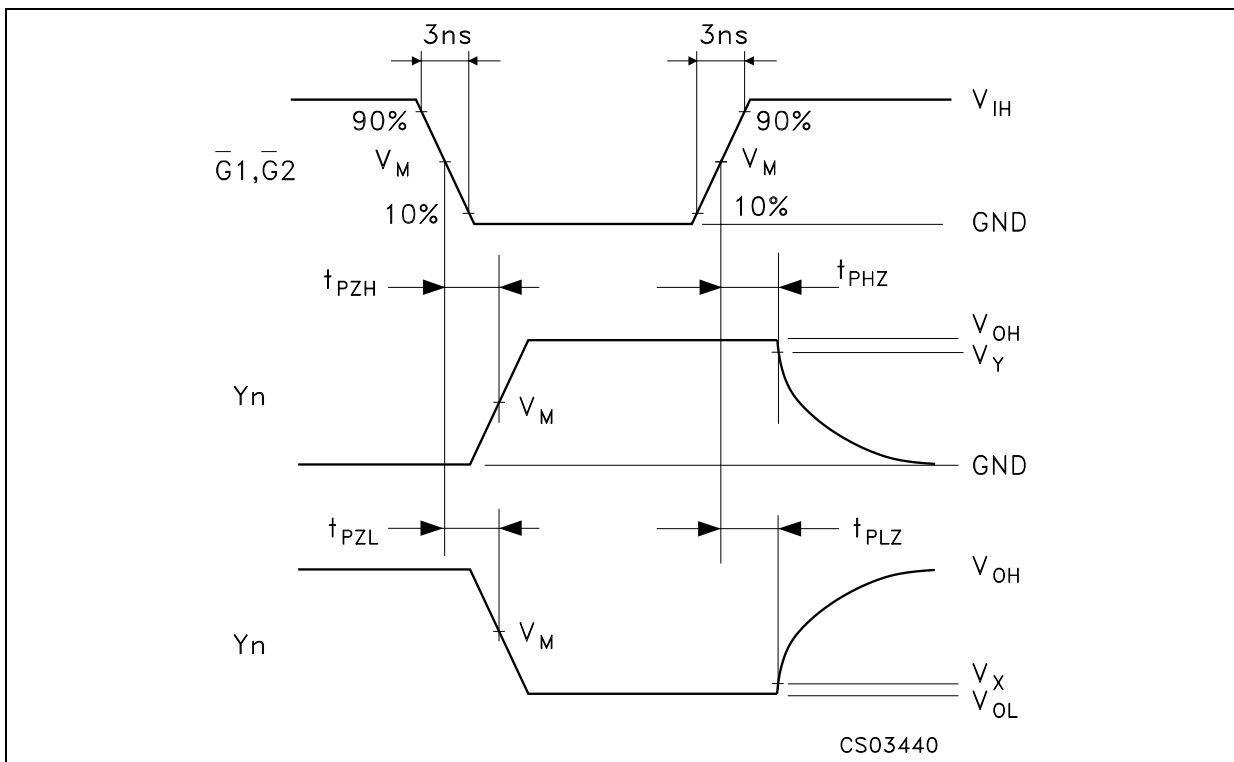 3ns 3ns
90% 90% V_IH
G̅1,G̅2 V_M V_M
10% 10% GND
t_PZH t_PHZ
V_OH
V_Y
Yn V_M
GND
t_PZL t_PLZ
V_OH
Yn V_M
V_X
V_OL
CS03440